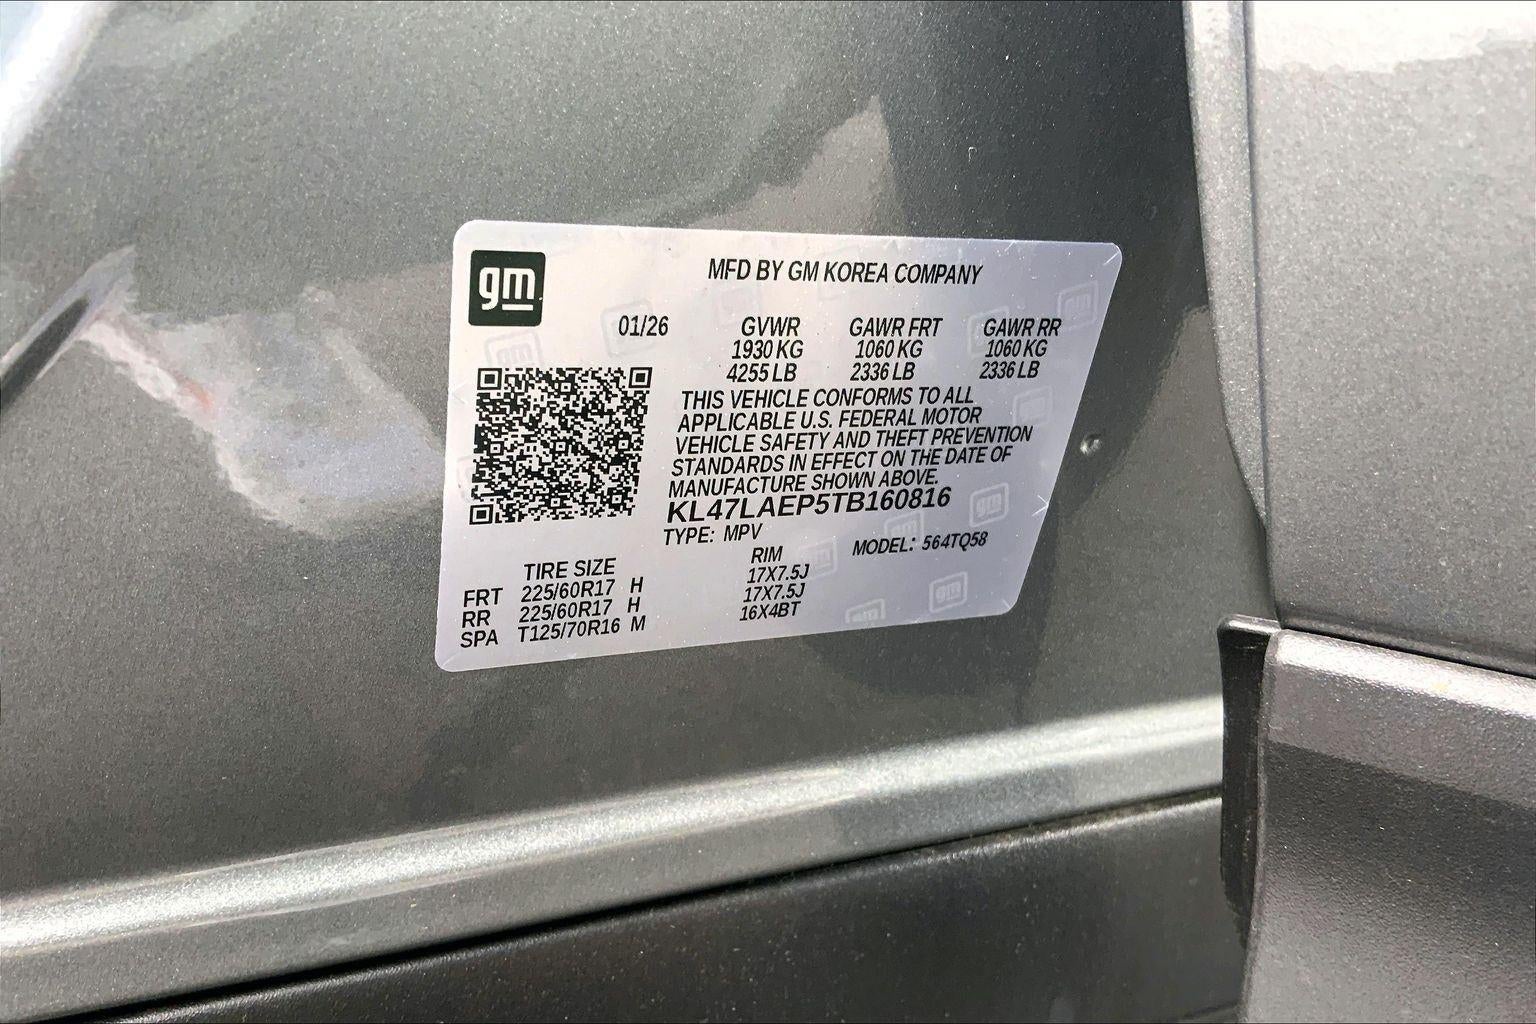 gm
MFD BY GM KOREA COMPANY
01/26 GVWR GAWR FRT GAWR RR
1930 KG 1060 KG 1060 KG
4255 LB 2336 LB 2336 LB
THIS VEHICLE CONFORMS TO ALL
APPLICABLE U.S. FEDERAL MOTOR
VEHICLE SAFETY AND THEFT PREVENTION
STANDARDS IN EFFECT ON THE DATE OF
MANUFACTURE SHOWN ABOVE.
KL47LAEP5TB160816
TYPE: MPV MODEL: 564TQ58
TIRE SIZE RIM
FRT 225/60R17 H 17X7.5J
RR 225/60R17 H 17X7.5J
SPA T125/70R16 M 16X4BT